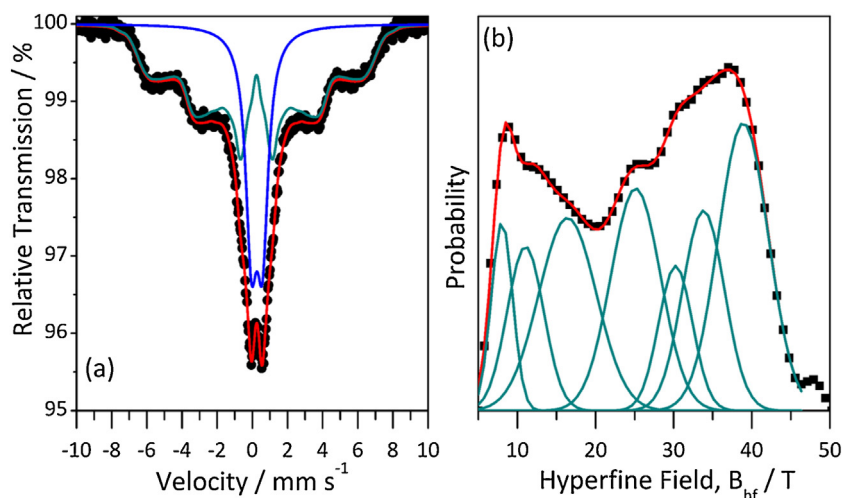 100
99
98
97
96
95
Relative Transmission / %
(a)
-10 -8 -6 -4 -2 0 2 4 6 8 10
Velocity / mm s⁻¹
(b)
Probability
10 20 30 40 50
Hyperfine Field, B_hf / T